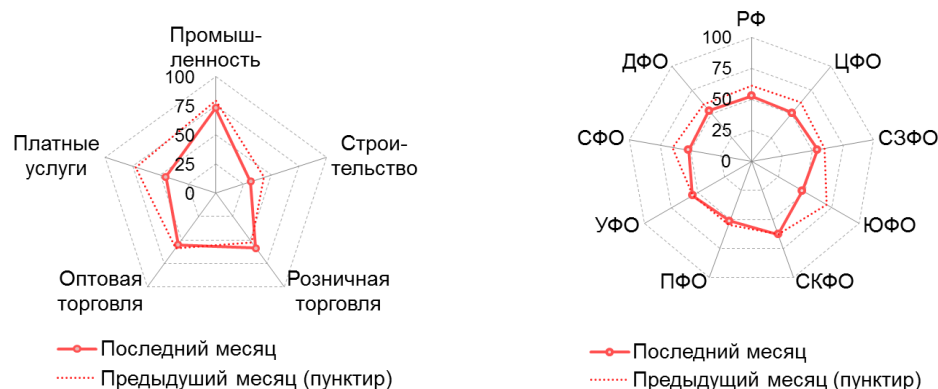 Промыш-
ленность
100
75
50
25
0
Платные
услуги
Строи-
тельство
Оптовая
торговля
Розничная
торговля
Последний месяц
Предыдуший месяц (пунктир)
РФ
100
75
50
25
0
ДФО
ЦФО
СФО
СЗФО
УФО
ЮФО
ПФО
СКФО
Последний месяц
Предыдущий месяц (пунктир)